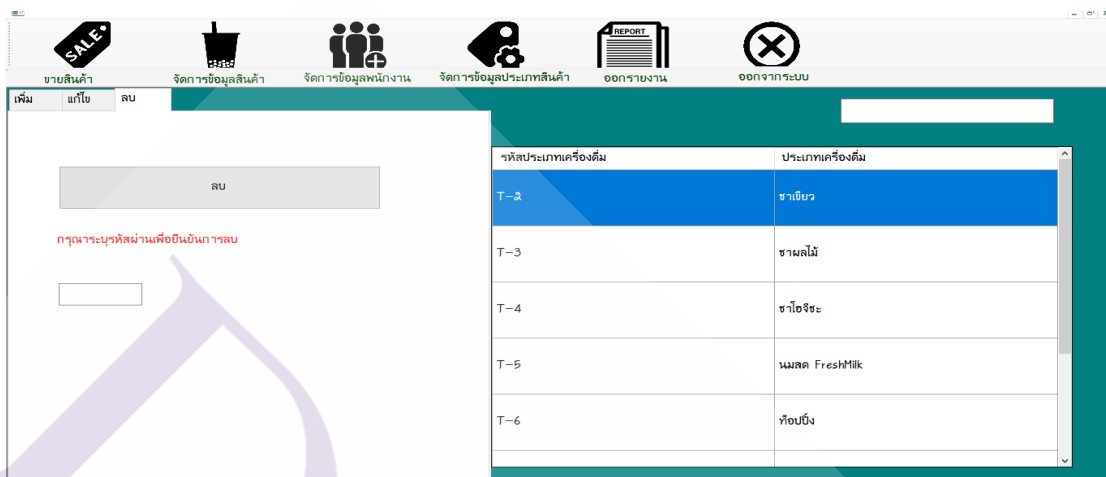 SALE
REPORT
ขายสินค้า
จัดการข้อมูลสินค้า
จัดการข้อมูลพนักงาน
จัดการข้อมูลประเภทสินค้า
ออกรายงาน
ออกจากระบบ
เพิ่ม
แก้ไข
ลบ
ลบ
กรุณาระบุรหัสผ่านเพื่อยืนยันการลบ
รหัสประเภทเครื่องดื่ม ประเภทเครื่องดื่ม
T-๒ ชาเขียว
T-3 ชาผลไม้
T-4 ชาโฮจิชะ
T-5 นมสด FreshMilk
T-6 ท็อปปิ้ง